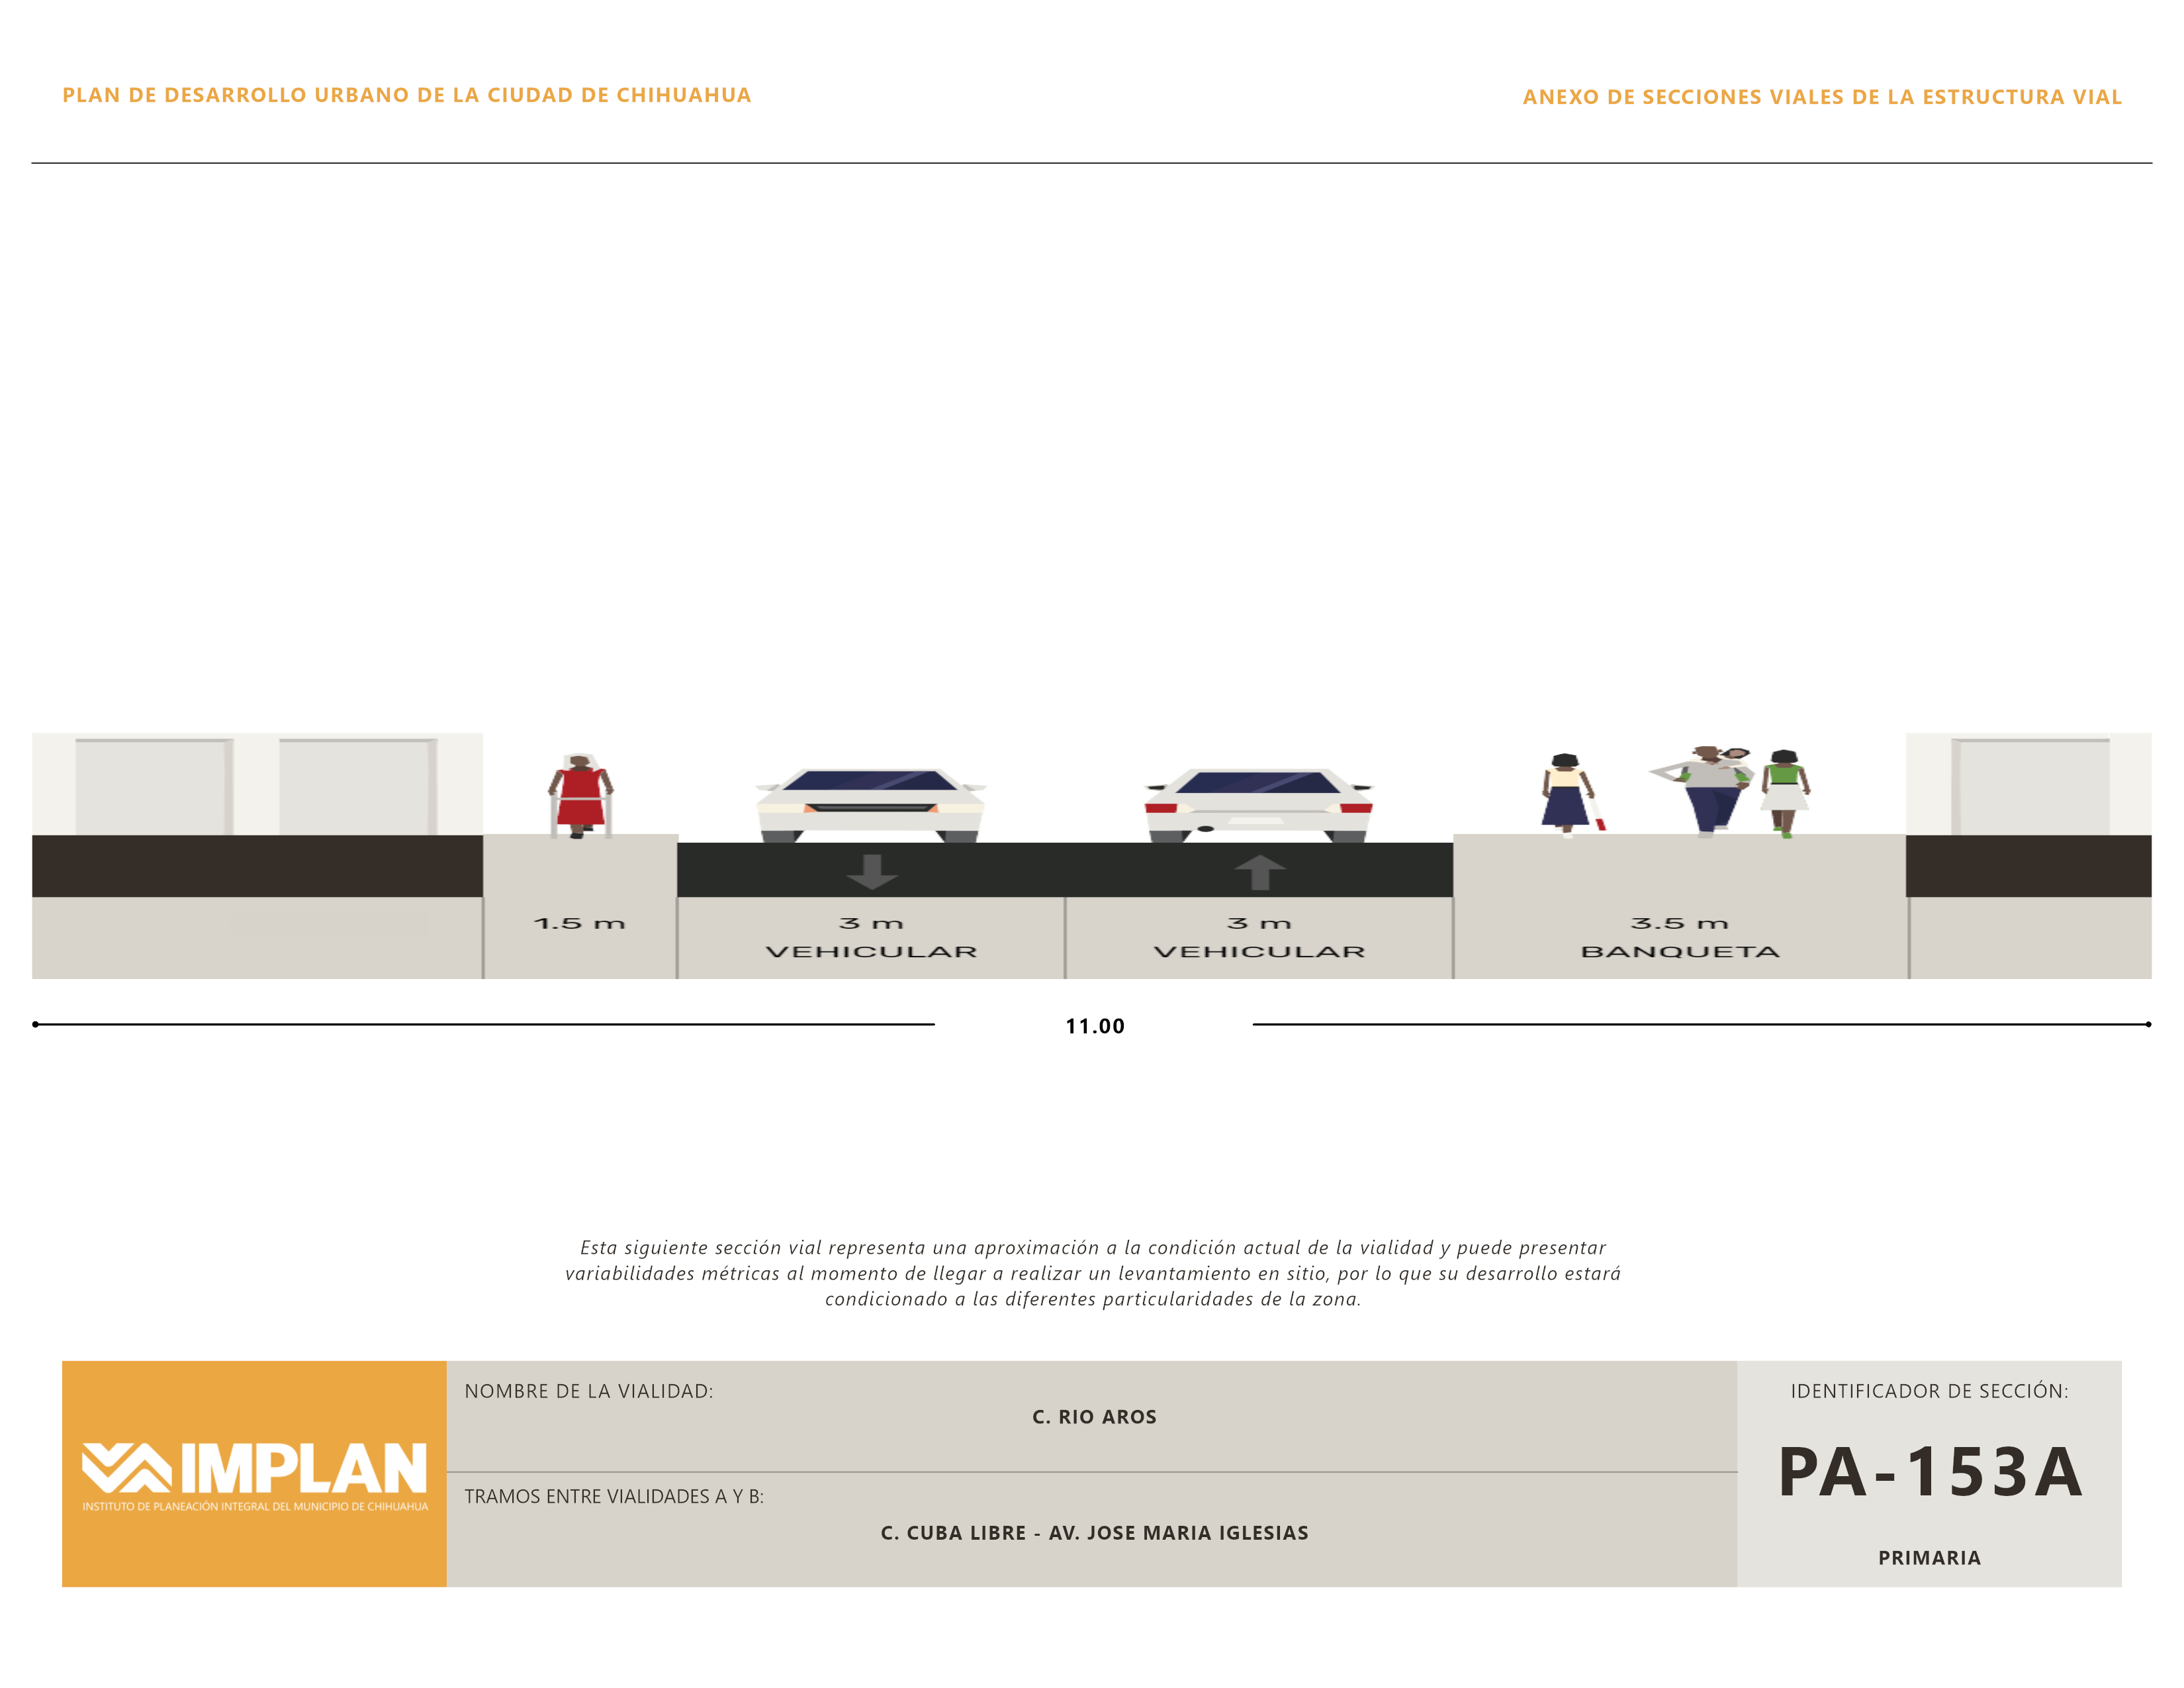 PLAN DE DESARROLLO URBANO DE LA CIUDAD DE CHIHUAHUA
ANEXO DE SECCIONES VIALES DE LA ESTRUCTURA VIAL
1.5 m
3 m
VEHICULAR
3 m
VEHICULAR
3.5 m
BANQUETA
11.00
Esta siguiente sección vial representa una aproximación a la condición actual de la vialidad y puede presentar
variabilidades métricas al momento de llegar a realizar un levantamiento en sitio, por lo que su desarrollo estará
condicionado a las diferentes particularidades de la zona.
IMPLAN
INSTITUTO DE PLANEACIÓN INTEGRAL DEL MUNICIPIO DE CHIHUAHUA
NOMBRE DE LA VIALIDAD:
C. RIO AROS
TRAMOS ENTRE VIALIDADES A Y B:
C. CUBA LIBRE - AV. JOSE MARIA IGLESIAS
IDENTIFICADOR DE SECCIÓN:
PA-153A
PRIMARIA